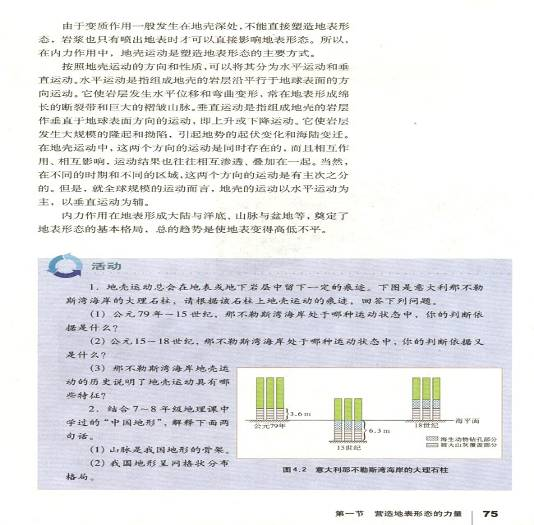 由于变质作用一般发生在地壳深处，不能直接塑造地表形
态，岩浆也只有喷出地表时才可以直接影响地表形态。所以，
在内力作用中，地壳运动是塑造地表形态的主要方式。
按照地壳运动的方向和性质，可以将其分为水平运动和垂
直运动。水平运动是指组成地壳的岩层沿平行于地球表面的方
向运动。它使岩层发生水平位移和弯曲变形，常在地表形成绵
长的断裂带和巨大的褶皱山脉。垂直运动是指组成地壳的岩层
作垂直于地球表面方向的运动，即上升或下降运动。它使岩层
发生大规模的隆起和拗陷，引起地势的起伏变化和海陆变迁。
在地壳运动中，这两个方向的运动是同时存在的，而且相互作
用、相互影响，运动结果也往往相互渗透、叠加在一起。当然，
在不同的时期和不同的区域，这两个方向的运动是有主次之分
的。但是，就全球规模的运动而言，地壳的运动以水平运动为
主，以垂直运动为辅。
内力作用在地表形成大陆与洋底、山脉与盆地等，奠定了
地表形态的基本格局，总的趋势是使地表变得高低不平。
活动
1．地壳运动总会在地表或地下岩层中留下一定的痕迹。下图是意大利那不勒
斯湾海岸的大理石柱，请根据该石柱上地壳运动的痕迹，回答下列问题。
(1) 公元79年－15世纪，那不勒斯湾海岸处于哪种运动状态中，你的判断依
据是什么？
(2) 公元15－18世纪，那不勒斯湾海岸处于哪种运动状态中，你的判断依据又
是什么？
(3) 那不勒斯湾海岸地壳运
动的历史说明了地壳运动具有哪
些特征？
2．结合7～8年级地理课中
学过的“中国地形”，解释下面两
句话。
(1) 山脉是我国地形的骨架。
(2) 我国地形呈网格状分布
格局。
3.6 m
公元79年
6.3 m
15世纪
18世纪
海平面
海生动物钻孔部分
被火山灰覆盖部分
图4.2 意大利那不勒斯湾海岸的大理石柱
第一节 营造地表形态的力量 75